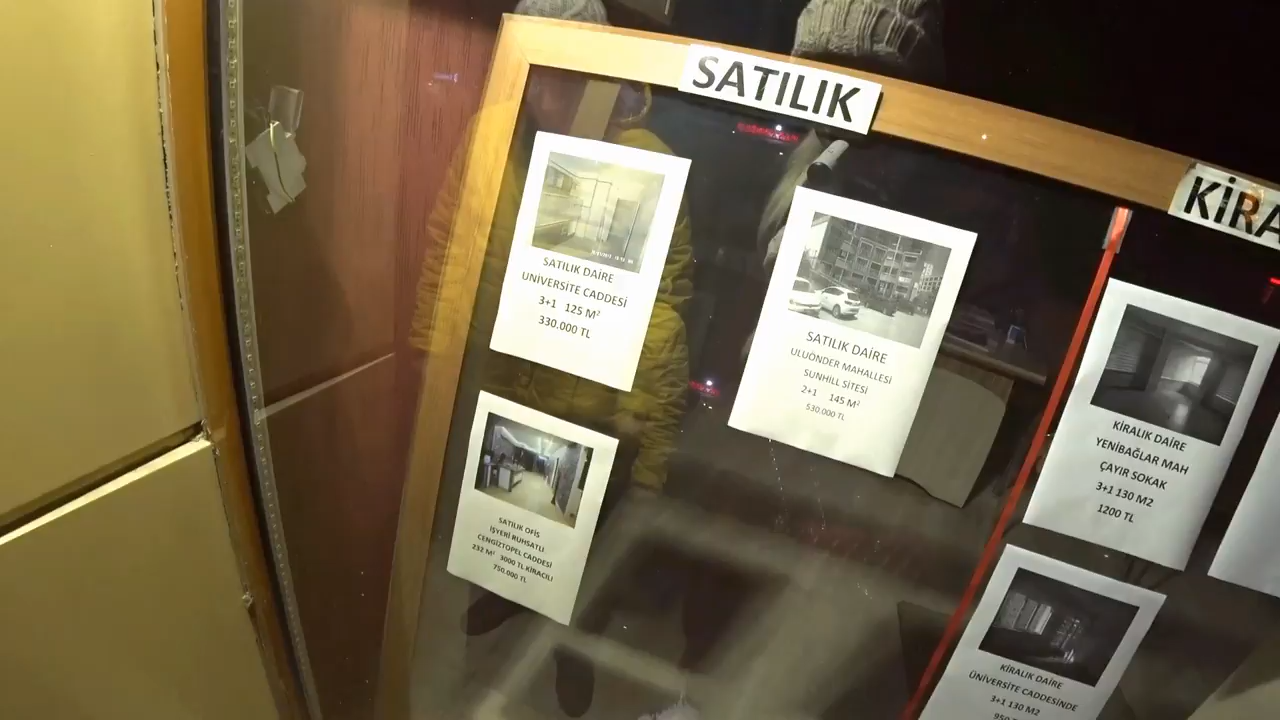 SATILIK
SATILIK DAİRE
UNİVERSİTE CADDESİ
3+1 125 M²
330.000 TL
SATILIK DAİRE
ULUÖNDER MAHALLESİ
SUNHILL SİTESİ
2+1 145 M²
530.000 TL
SATILIK OFİS
İŞYERİ RUHSATLI
CENGİZTOPEL CADDESİ
232 M² 3000 TL KİRACILI
750.000 TL
KİRA
KİRALIK DAİRE
YENİBAĞLAR MAH
ÇAYIR SOKAK
3+1 130 M2
1200 TL
KİRALIK DAİRE
ÜNİVERSİTE CADDESİNDE
3+1 130 M2
950 TL